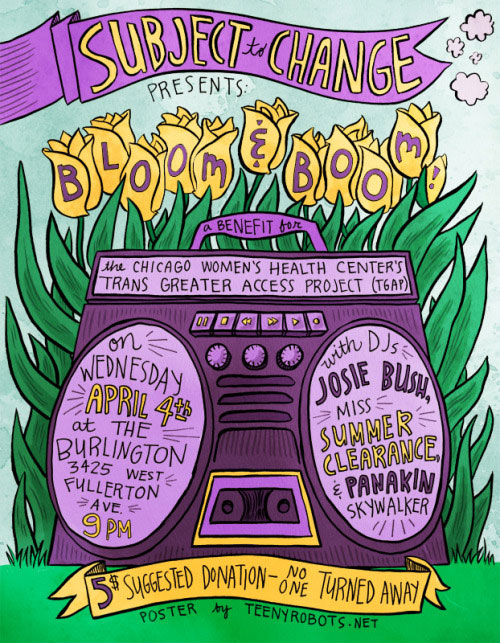 SUBJECT to CHANGE
PRESENTS:
BLOOM & BOOM!
a BENEFIT for
the CHICAGO WOMEN'S HEALTH CENTER'S
TRANS GREATER ACCESS PROJECT (TGAP)
on
WEDNESDAY
APRIL 4th
at THE
BURLINGTON
3425 WEST
FULLERTON
AVE.
9 PM
with DJs
JOSIE BUSH,
MISS
SUMMER
CLEARANCE,
& PANAKIN
SKYWALKER
5$ SUGGESTED DONATION - NO ONE TURNED AWAY
POSTER by TEENYROBOTS.NET